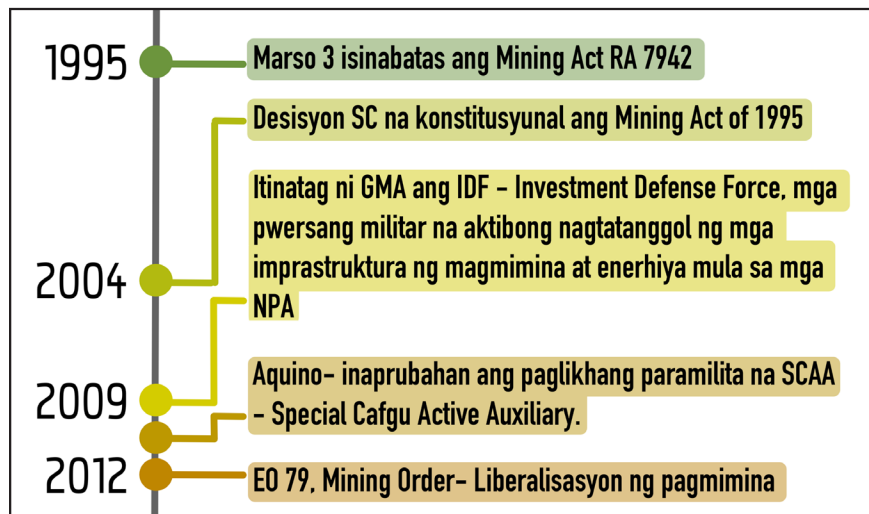 1995
Marso 3 isinabatas ang Mining Act RA 7942
Desisyon SC na konstitusyunal ang Mining Act of 1995
Itinatag ni GMA ang IDF - Investment Defense Force, mga
pwersang militar na aktibong nagtatanggol ng mga
imprastruktura ng magmimina at enerhiya mula sa mga
NPA
2004
2009
Aquino- inaprubahan ang paglikhang paramilita na SCAA
- Special Cafgu Active Auxiliary.
2012
EO 79, Mining Order- Liberalisasyon ng pagmimina